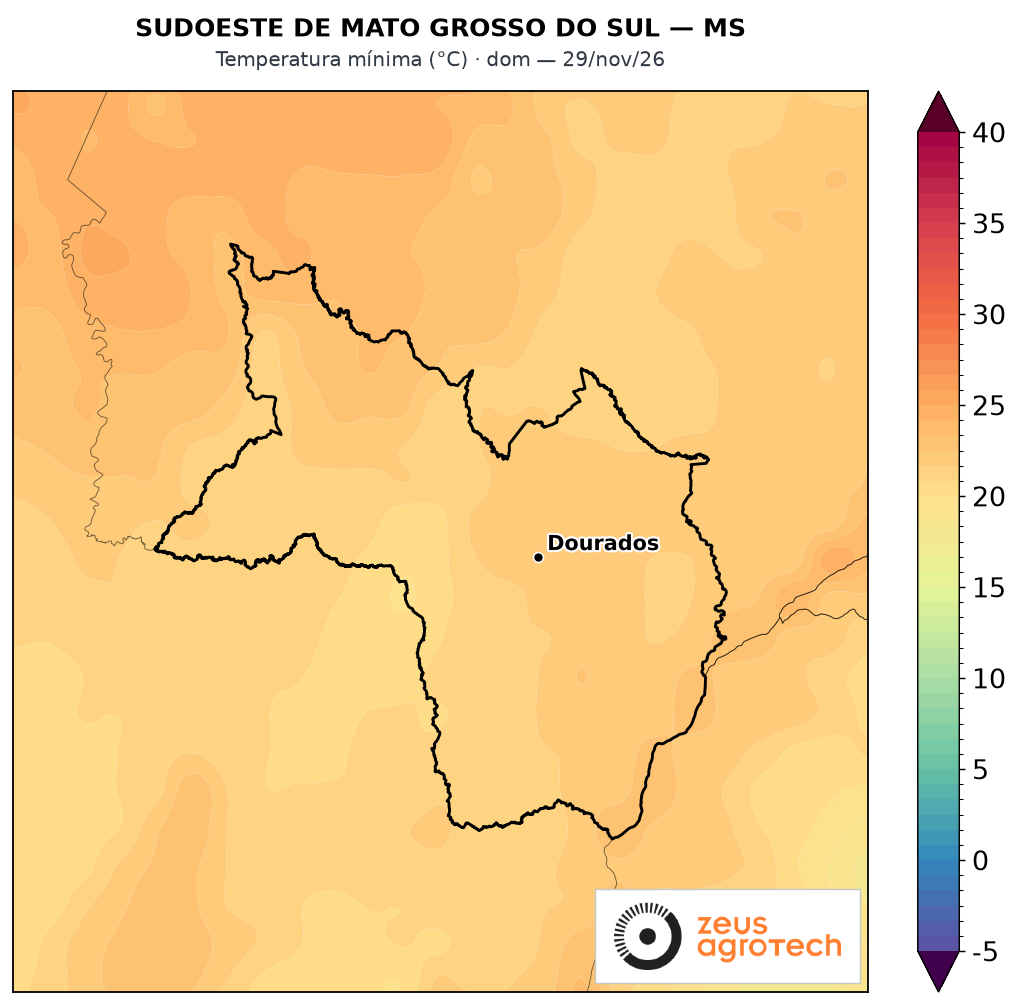 SUDOESTE DE MATO GROSSO DO SUL — MS
Temperatura mínima (°C) · dom — 29/nov/26
40
35
30
25
20
15
10
5
0
-5
Dourados
zeus
agrotech